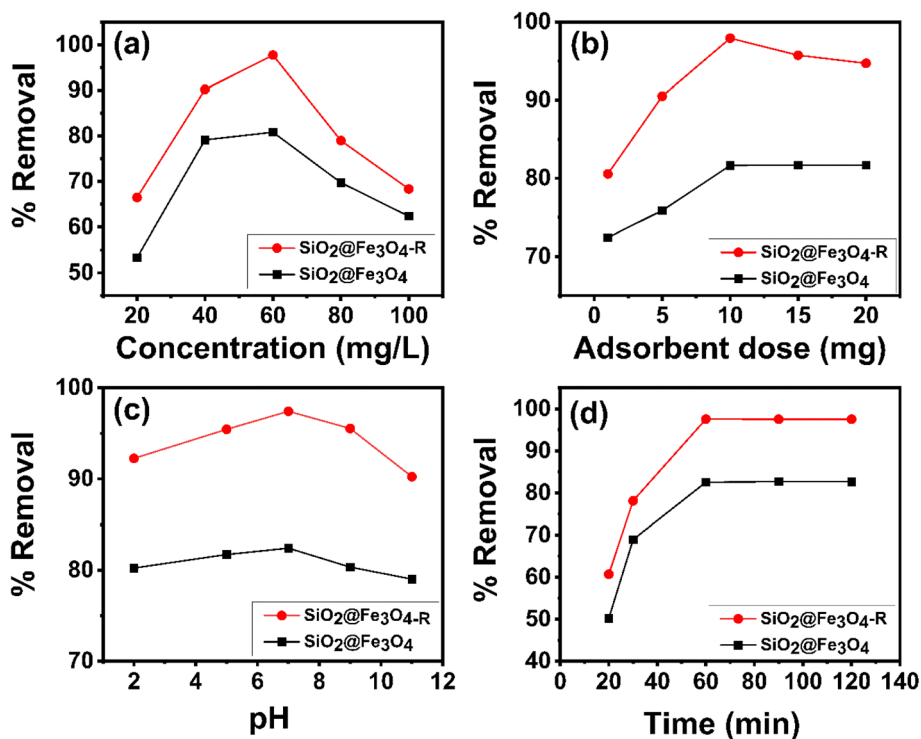 (a)
% Removal
100
90
80
70
60
50
SiO2@Fe3O4-R
SiO2@Fe3O4
20 40 60 80 100
Concentration (mg/L)
(b)
% Removal
100
90
80
70
SiO2@Fe3O4-R
SiO2@Fe3O4
0 5 10 15 20
Adsorbent dose (mg)
(c)
% Removal
100
90
80
70
SiO2@Fe3O4-R
SiO2@Fe3O4
2 4 6 8 10 12
pH
(d)
% Removal
100
90
80
70
60
50
40
SiO2@Fe3O4-R
SiO2@Fe3O4
0 20 40 60 80 100 120 140
Time (min)